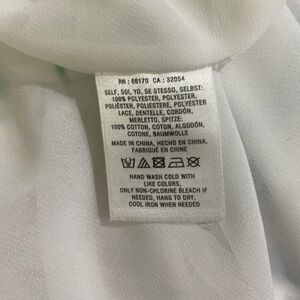 RN : 66170 CA : 32054
SELF, SOI, YO, SE STESSO, SELBST:
100% POLYESTER, POLYESTER,
POLIÉSTER, POLIESTERE, POLYESTER
LACE, DENTELLE, CORDÓN,
MERLETTO, SPITZE:
100% COTTON, COTON, ALGODÓN,
COTONE, BAUMWOLLE
MADE IN CHINA, HECHO EN CHINA,
FABRIQUÉ EN CHINE
HAND WASH COLD WITH
LIKE COLORS,
ONLY NON-CHLORINE BLEACH IF
NEEDED, HANG TO DRY,
COOL IRON WHEN NEEDED